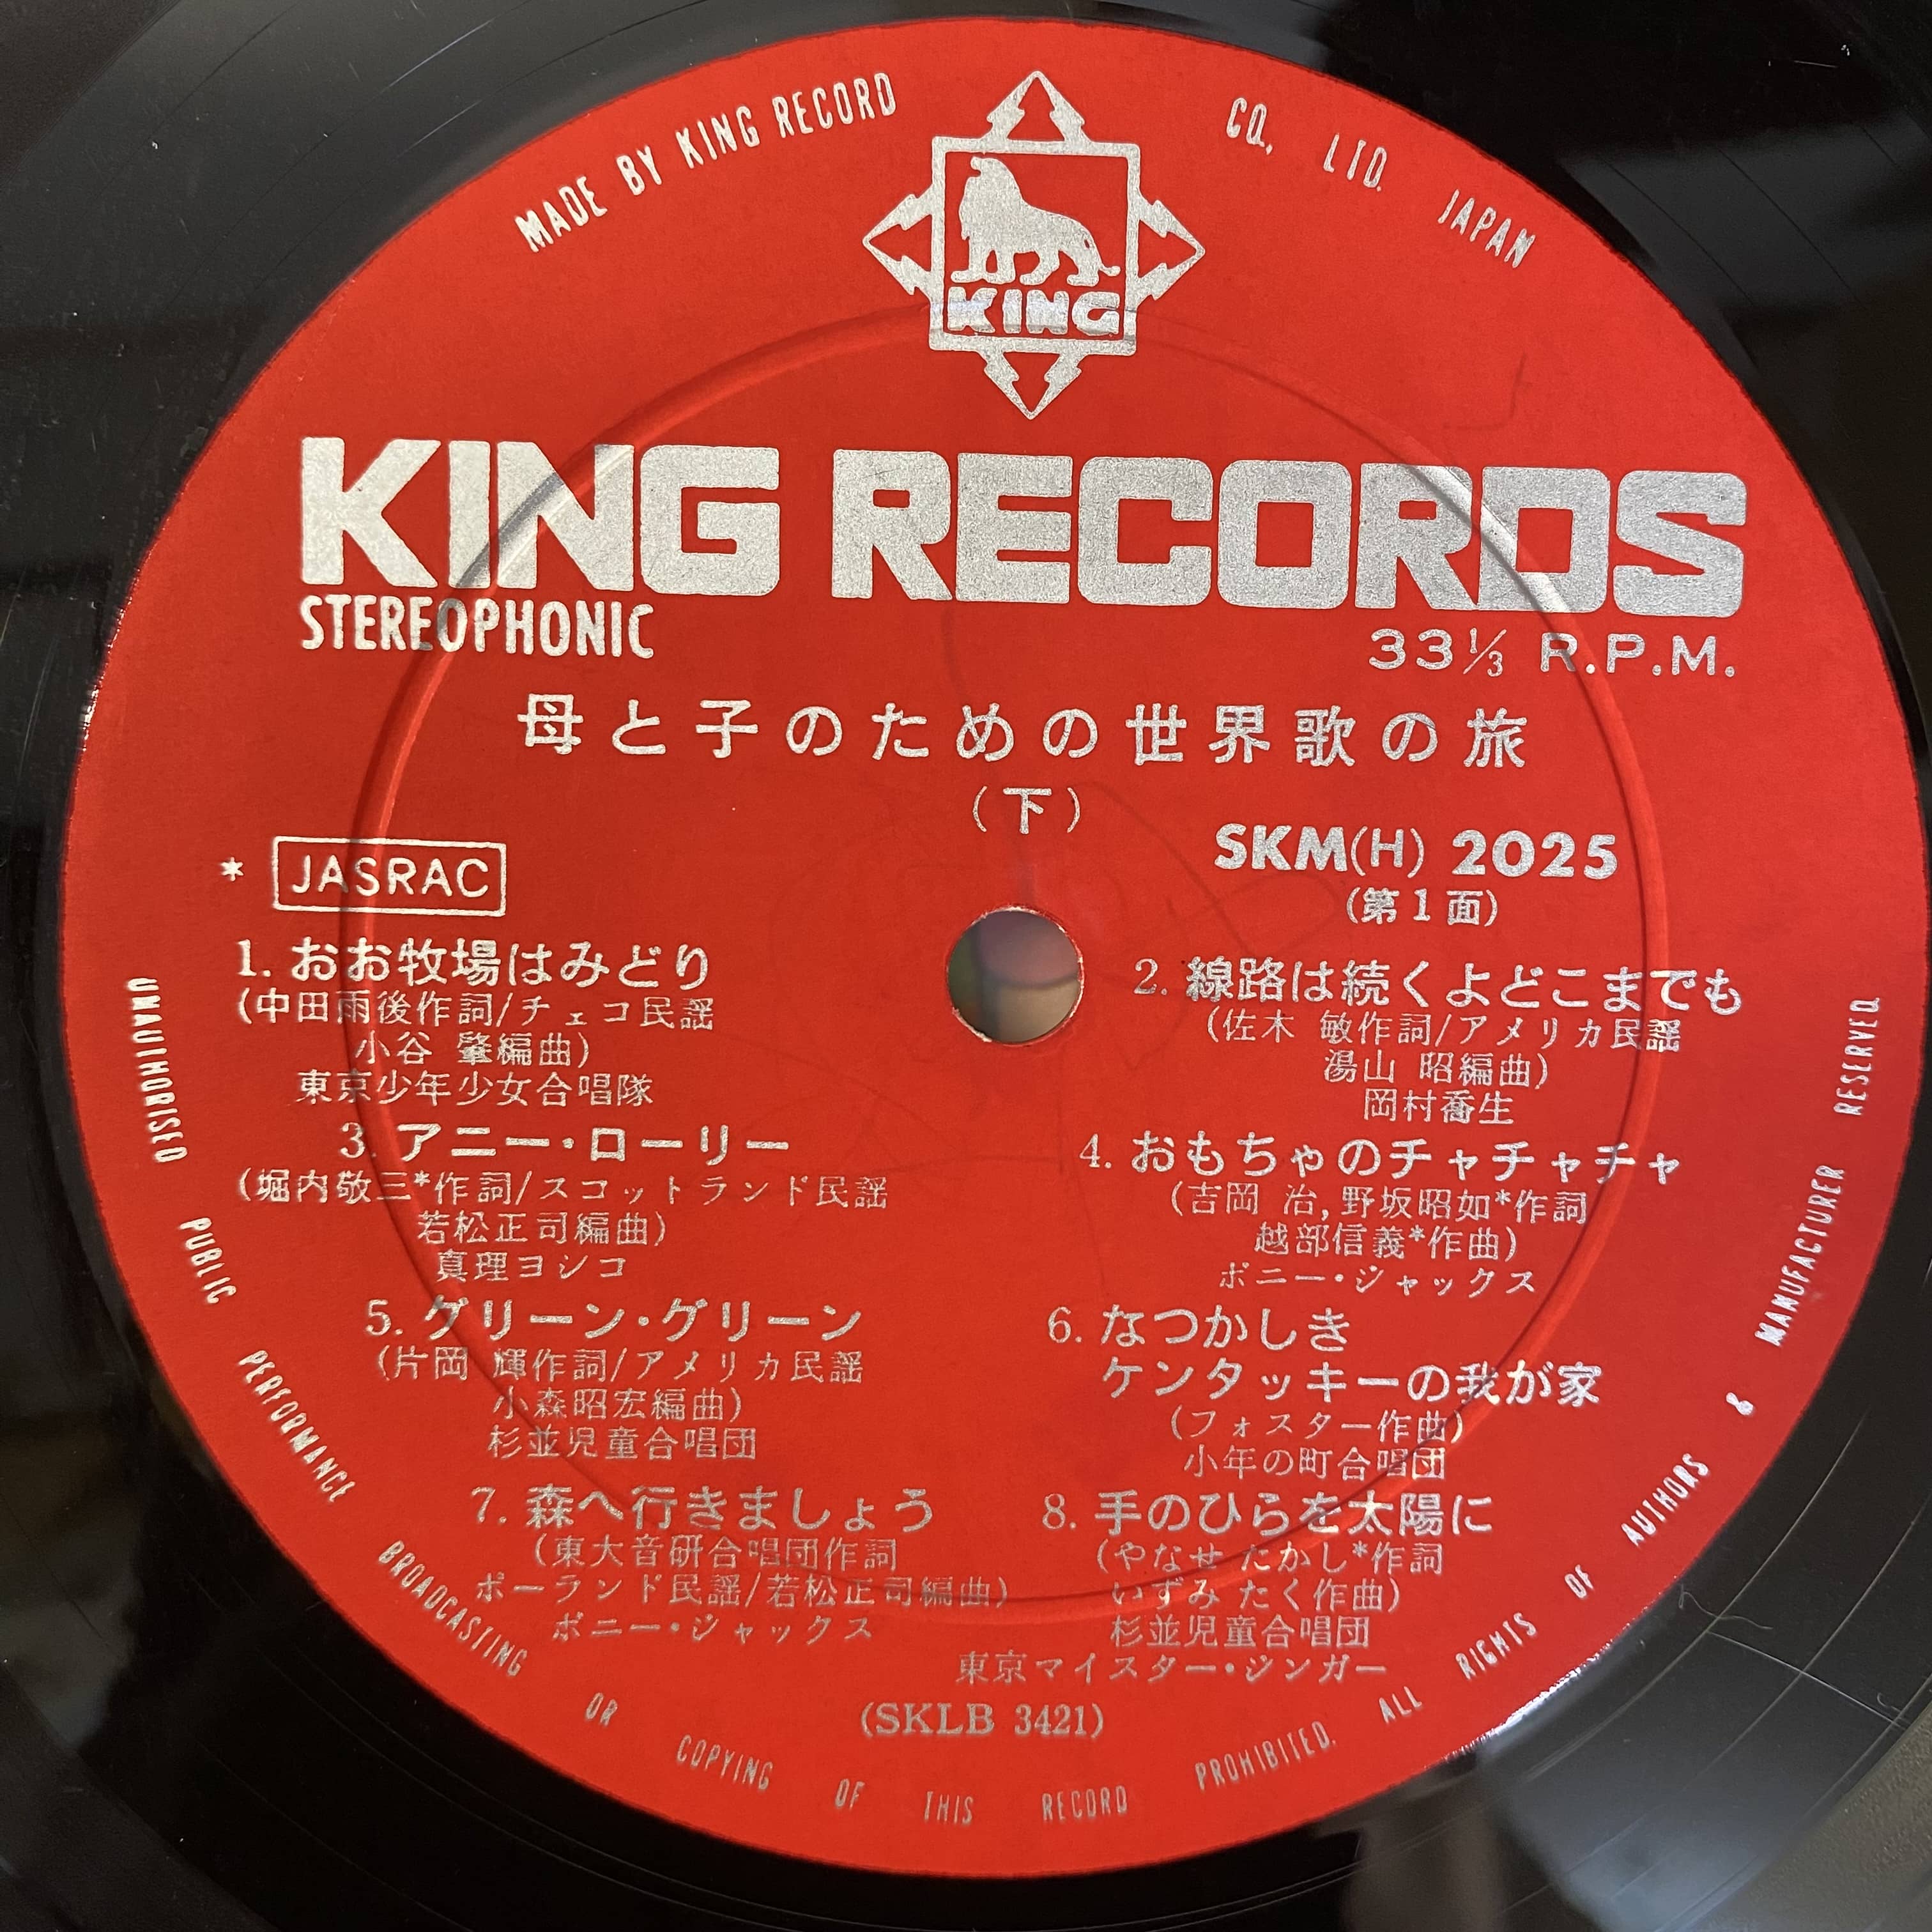 MADE BY KING RECORD CO., LTD. JAPAN
KING
KING RECORDS
STEREOPHONIC
33⅓ R.P.M.
母と子のための世界歌の旅
(下)
* JASRAC
SKM(H) 2025
(第1面)
1. おお牧場はみどり
(中田雨後作詞/チェコ民謡
小谷 肇編曲)
東京少年少女合唱隊
2. 線路は続くよどこまでも
(佐木 敏作詞/アメリカ民謡
湯山 昭編曲)
岡村喬生
3. アニー・ローリー
(堀内敬三*作詞/スコットランド民謡
若松正司編曲)
真理ヨシコ
4. おもちゃのチャチャチャ
(吉岡 治,野坂昭如*作詞
越部信義*作曲)
ボニー・ジャックス
5. グリーン・グリーン
(片岡 輝作詞/アメリカ民謡
小森昭宏編曲)
杉並児童合唱団
6. なつかしき
ケンタッキーの我が家
(フォスター作曲)
小年の町合唱団
7. 森へ行きましょう
(東大音研合唱団作詞
ポーランド民謡/若松正司編曲)
ボニー・ジャックス
8. 手のひらを太陽に
(やなせ たかし*作詞
いずみ たく作曲)
杉並児童合唱団
東京マイスター・ジンガー
(SKLB 3421)
UNAUTHORISED PUBLIC PERFORMANCE BROADCASTING OR COPYING OF THIS RECORD PROHIBITED. ALL RIGHTS OF AUTHORS & MANUFACTURER RESERVED